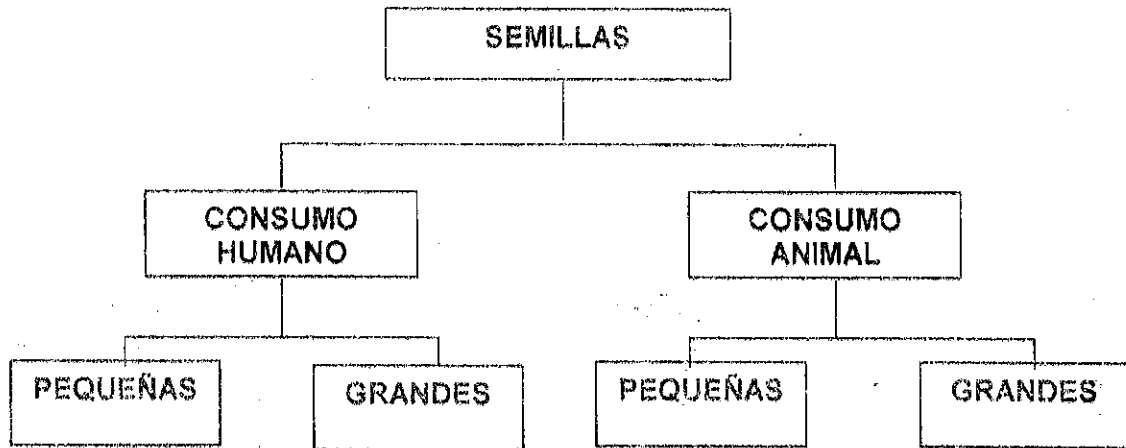 SEMILLAS
CONSUMO
HUMANO
CONSUMO
ANIMAL
PEQUEÑAS
GRANDES
PEQUEÑAS
GRANDES